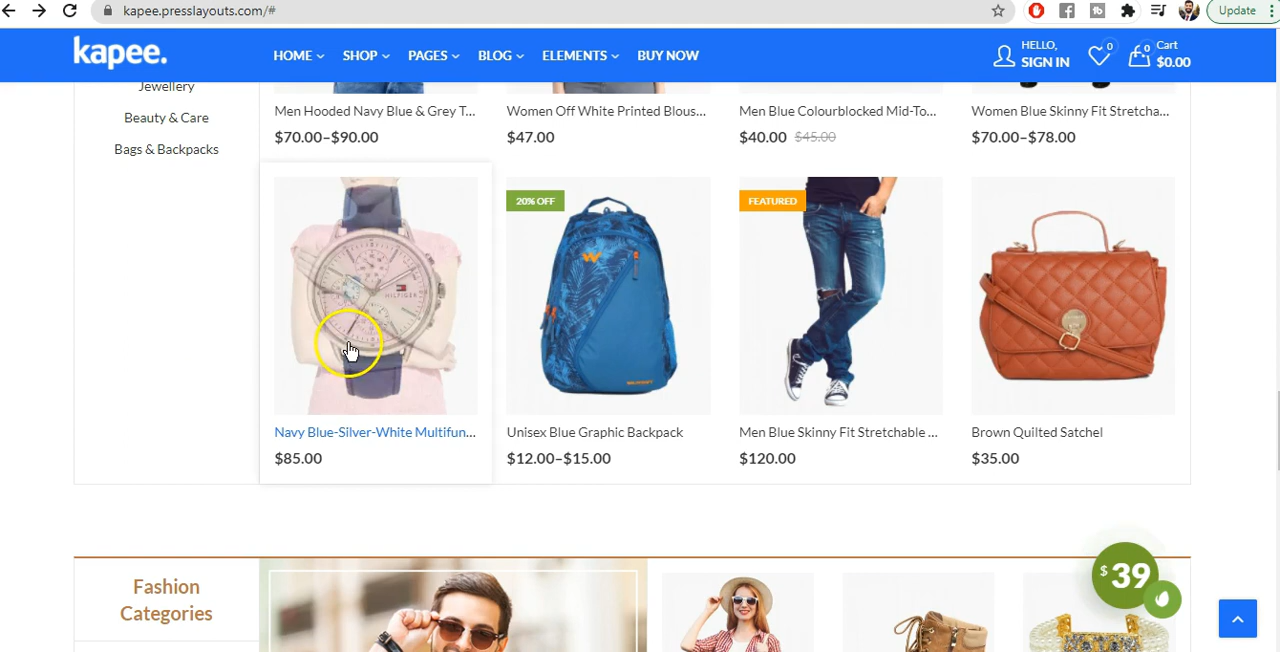 kapee.presslayouts.com/#
Update
kapee.
HOME
SHOP
PAGES
BLOG
ELEMENTS
BUY NOW
HELLO,
SIGN IN
0
0
Cart
$0.00
Jewellery
Beauty & Care
Bags & Backpacks
Men Hooded Navy Blue & Grey T...
$70.00–$90.00
Women Off White Printed Blous...
$47.00
Men Blue Colourblocked Mid-To...
$40.00 $45.00
Women Blue Skinny Fit Stretcha...
$70.00–$78.00
HILFIGER
Navy Blue-Silver-White Multifun...
$85.00
20% OFF
Unisex Blue Graphic Backpack
$12.00–$15.00
FEATURED
Men Blue Skinny Fit Stretchable ...
$120.00
Brown Quilted Satchel
$35.00
Fashion
Categories
$39